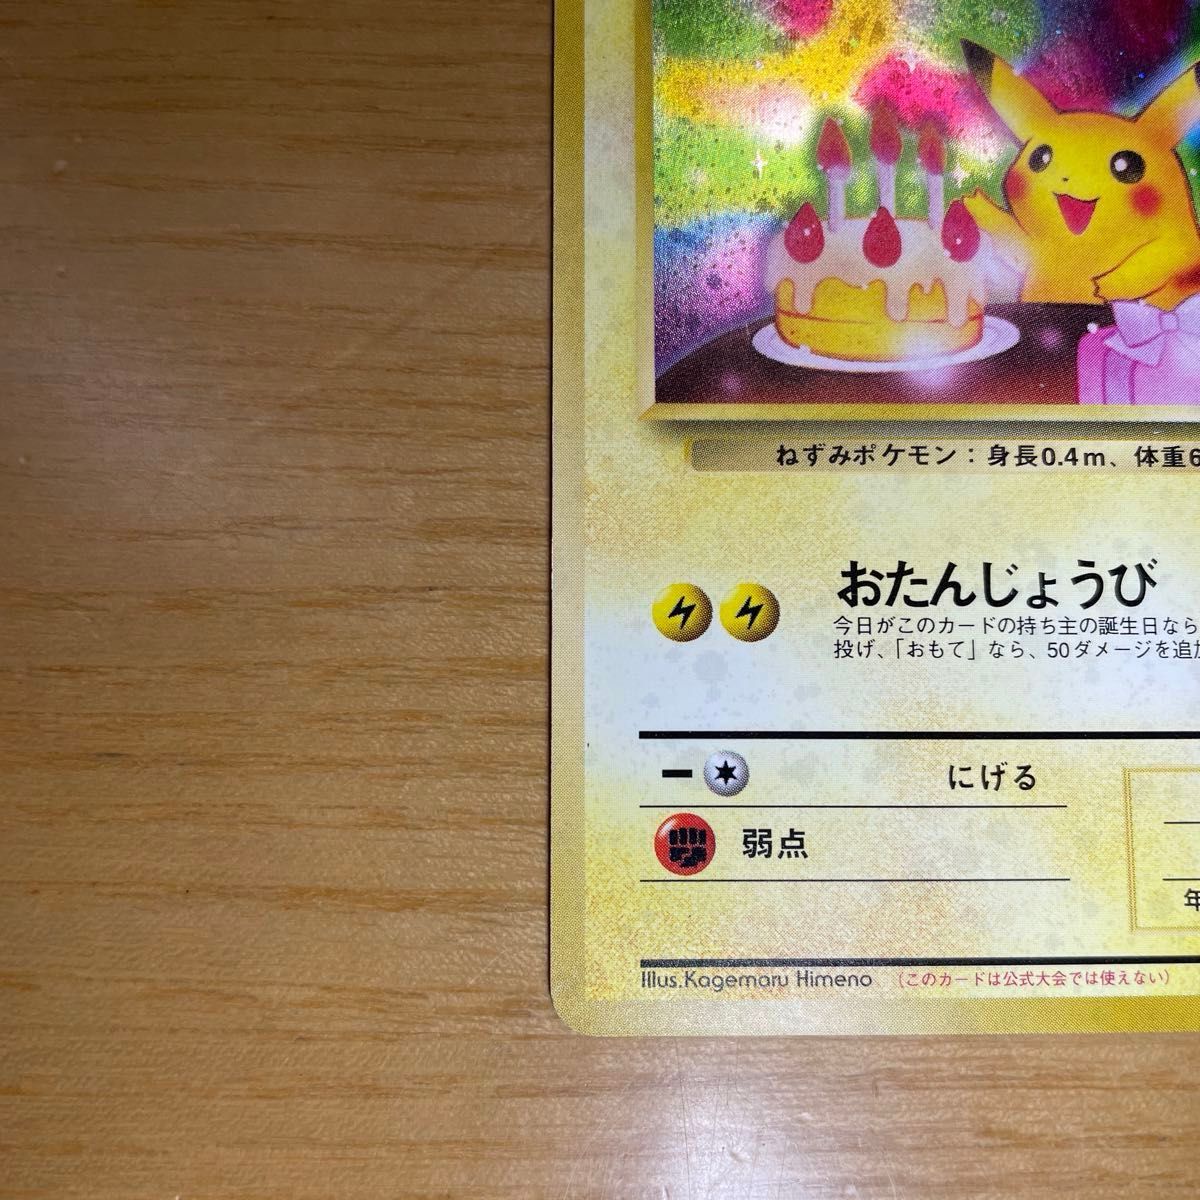 ねずみポケモン：身長0.4m、体重6
おたんじょうび
今日がこのカードの持ち主の誕生日なら
投げ、「おもて」なら、50ダメージを追加
にげる
弱点
年
Illus.Kagemaru Himeno （このカードは公式大会では使えない）